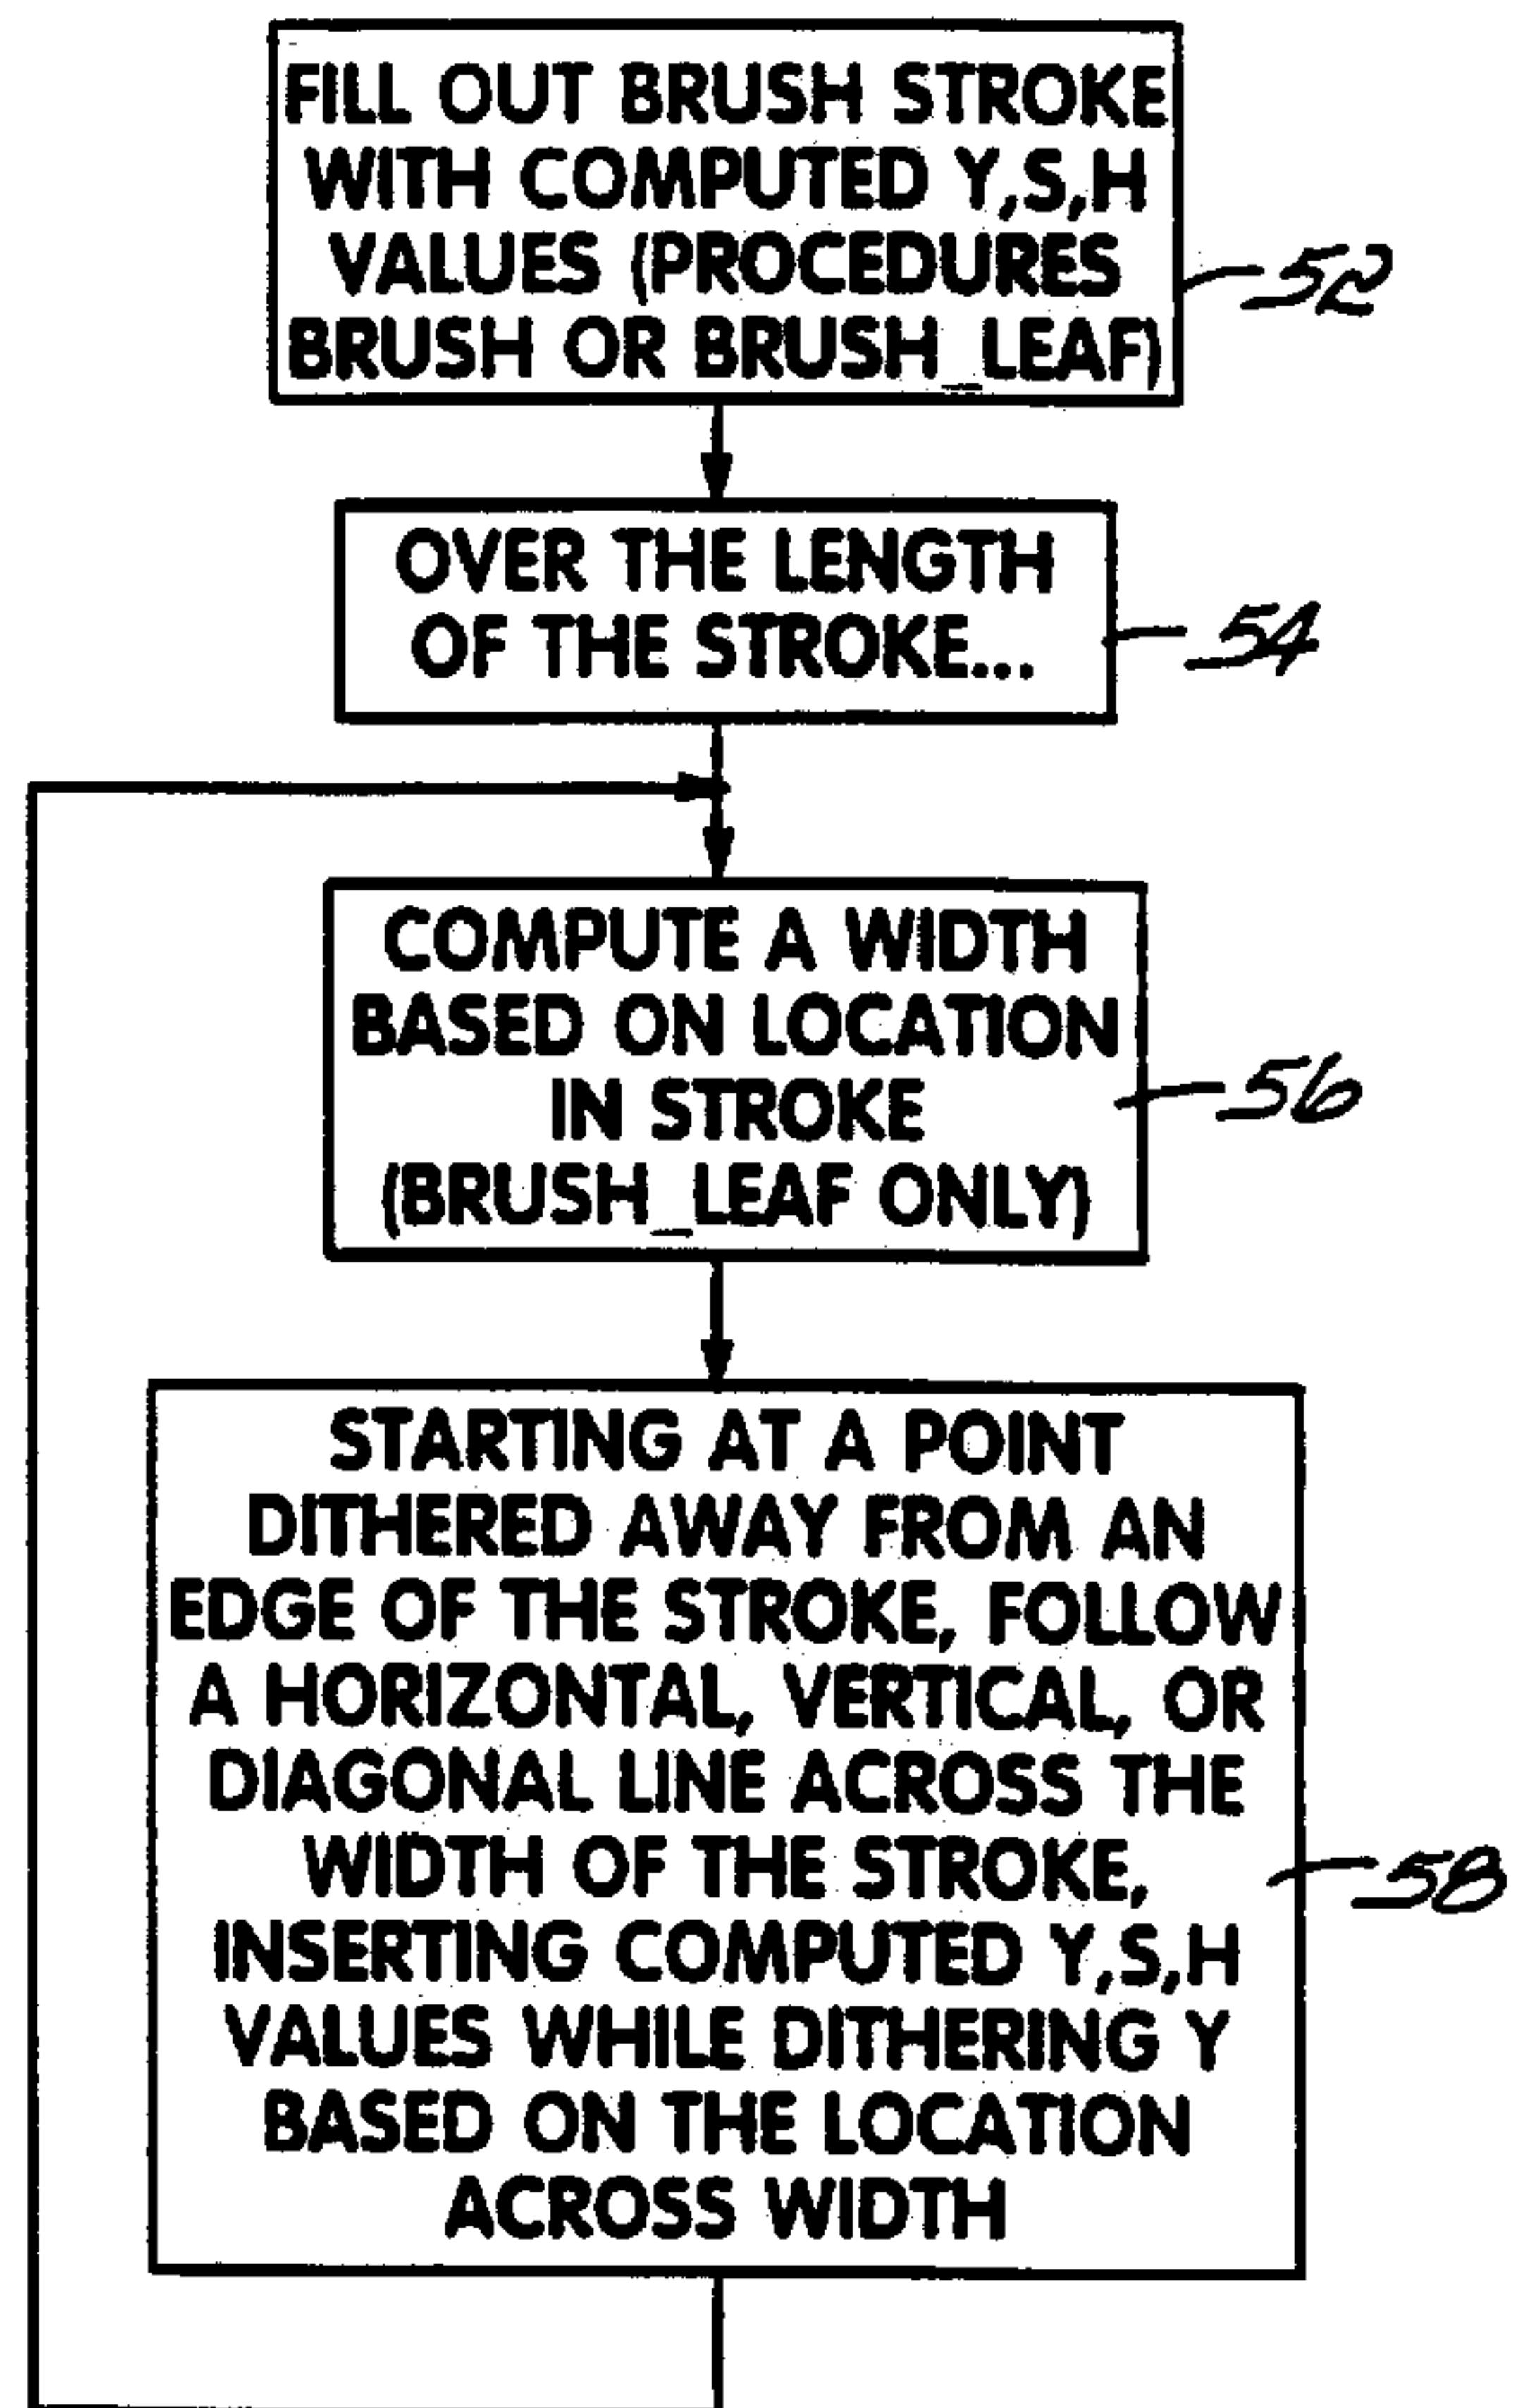 FILL OUT BRUSH STROKE
WITH COMPUTED Y,S,H
VALUES (PROCEDURES
BRUSH OR BRUSH_LEAF)
52
OVER THE LENGTH
OF THE STROKE...
54
COMPUTE A WIDTH
BASED ON LOCATION
IN STROKE
(BRUSH_LEAF ONLY)
56
STARTING AT A POINT
DITHERED AWAY FROM AN
EDGE OF THE STROKE, FOLLOW
A HORIZONTAL, VERTICAL, OR
DIAGONAL LINE ACROSS THE
WIDTH OF THE STROKE,
INSERTING COMPUTED Y,S,H
VALUES WHILE DITHERING Y
BASED ON THE LOCATION
ACROSS WIDTH
58